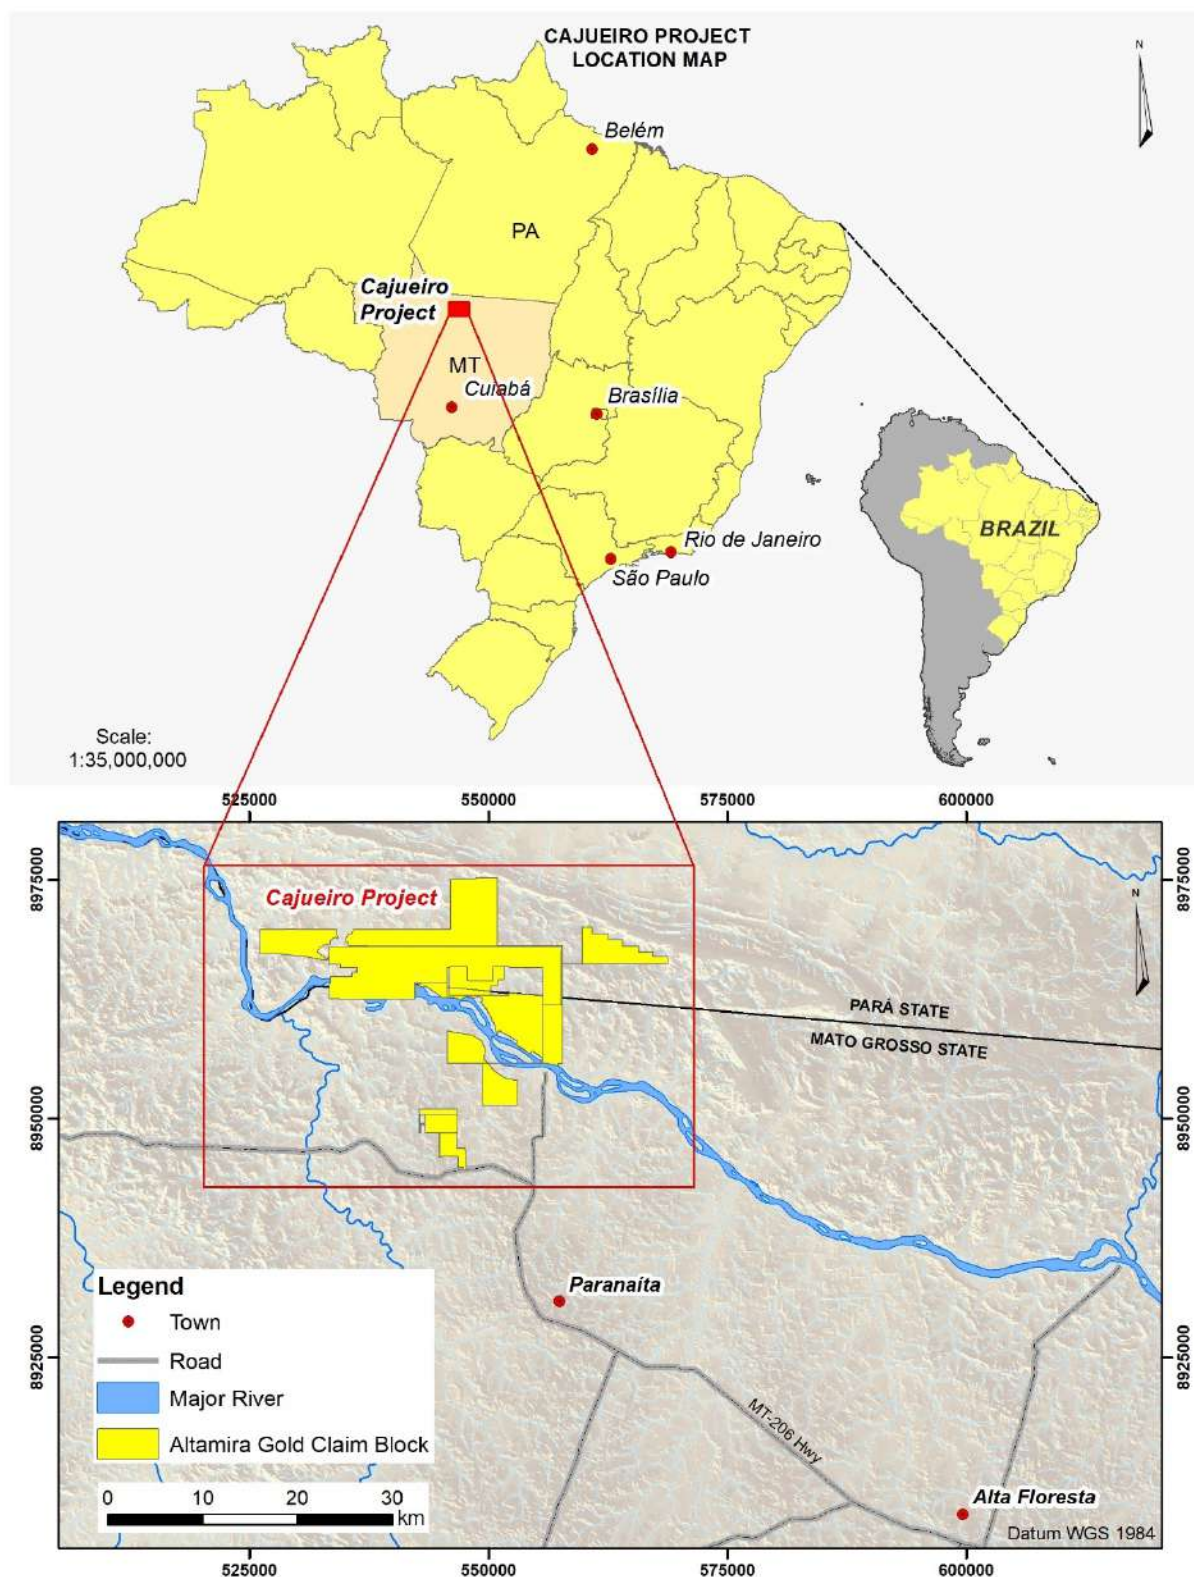 CAJUEIRO PROJECT
LOCATION MAP
N
Belém
PA
Cajueiro
Project
MT
Cuiabá
Brasília
BRAZIL
Rio de Janeiro
São Paulo
Scale:
1:35,000,000
525000 550000 575000 600000
8975000 8975000
Cajueiro Project
N
PARÁ STATE
MATO GROSSO STATE
8950000 8950000
Legend
Town
Road
Major River
Altamira Gold Claim Block
0 10 20 30
km
Paranaíta
8925000 8925000
MT-206 Hwy
Alta Floresta
Datum WGS 1984
525000 550000 575000 600000